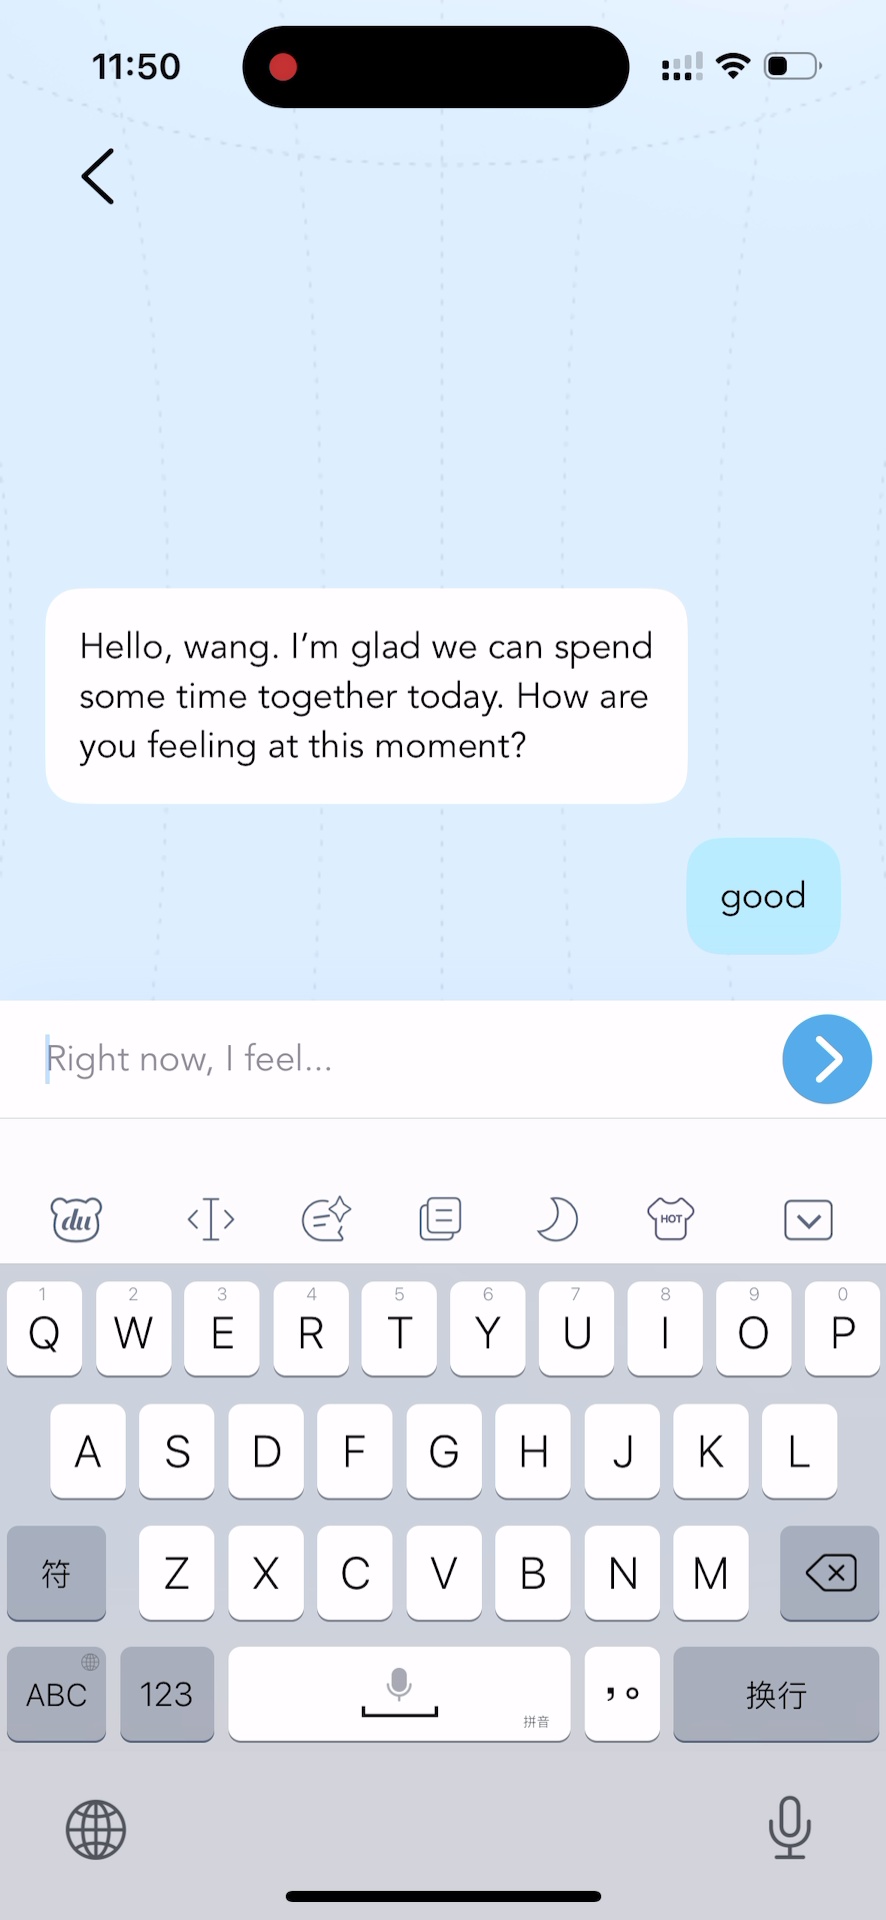 11:50
Hello, wang. I’m glad we can spend
some time together today. How are
you feeling at this moment?
good
Right now, I feel...
du
HOT
1 2 3 4 5 6 7 8 9 0
Q W E R T Y U I O P
A S D F G H J K L
符 Z X C V B N M
ABC 123 拼音 ，。 换行